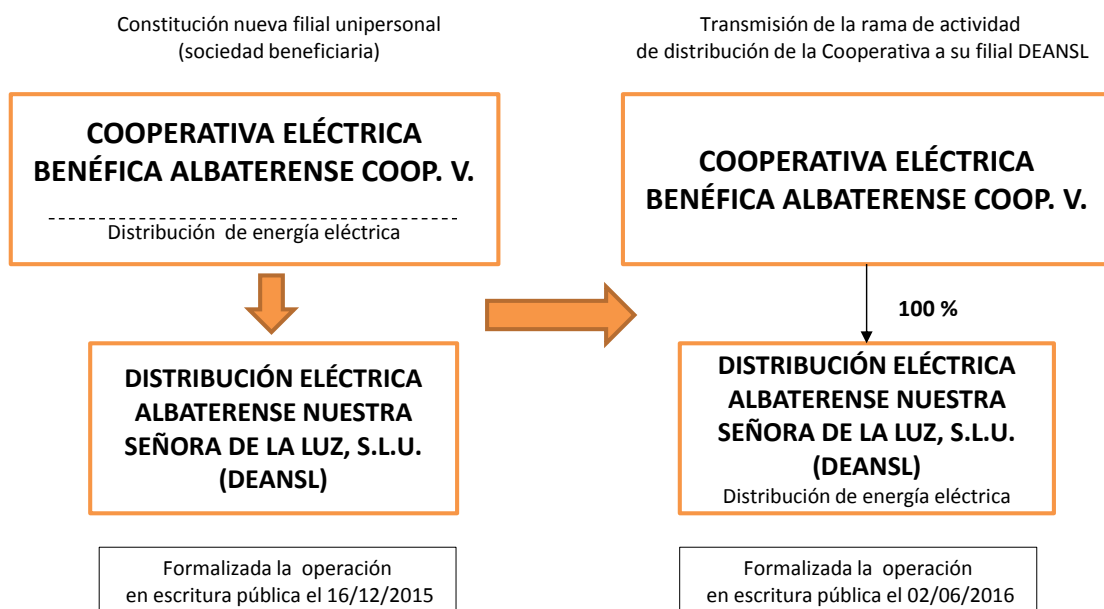 Constitución nueva filial unipersonal
(sociedad beneficiaria)
COOPERATIVA ELÉCTRICA
BENÉFICA ALBATERENSE COOP. V.
Distribución de energía eléctrica
DISTRIBUCIÓN ELÉCTRICA
ALBATERENSE NUESTRA
SEÑORA DE LA LUZ, S.L.U.
(DEANSL)
Formalizada la operación
en escritura pública el 16/12/2015
Transmisión de la rama de actividad
de distribución de la Cooperativa a su filial DEANSL
COOPERATIVA ELÉCTRICA
BENÉFICA ALBATERENSE COOP. V.
100 %
DISTRIBUCIÓN ELÉCTRICA
ALBATERENSE NUESTRA
SEÑORA DE LA LUZ, S.L.U.
(DEANSL)
Distribución de energía eléctrica
Formalizada la operación
en escritura pública el 02/06/2016